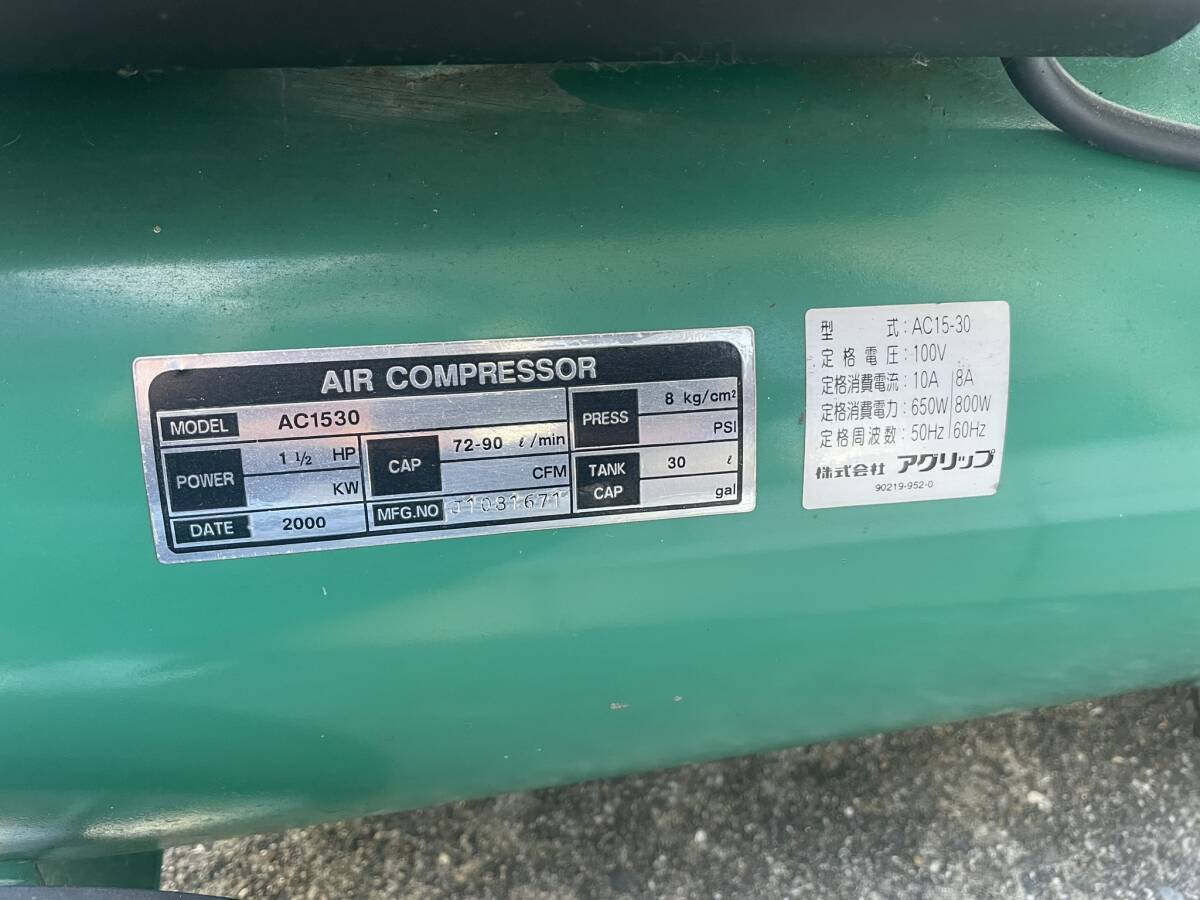 AIR COMPRESSOR
MODEL AC1530
POWER 1 1/2 HP
KW
CAP 72-90 ℓ/min
CFM
PRESS 8 kg/cm²
PSI
TANK CAP 30 ℓ
gal
DATE 2000
MFG.NO 01081671
型 式:AC15-30
定格電圧:100V
定格消費電流:10A/8A
定格消費電力:650W/800W
定格周波数:50Hz/60Hz
株式会社 アグリップ
90219-952-0